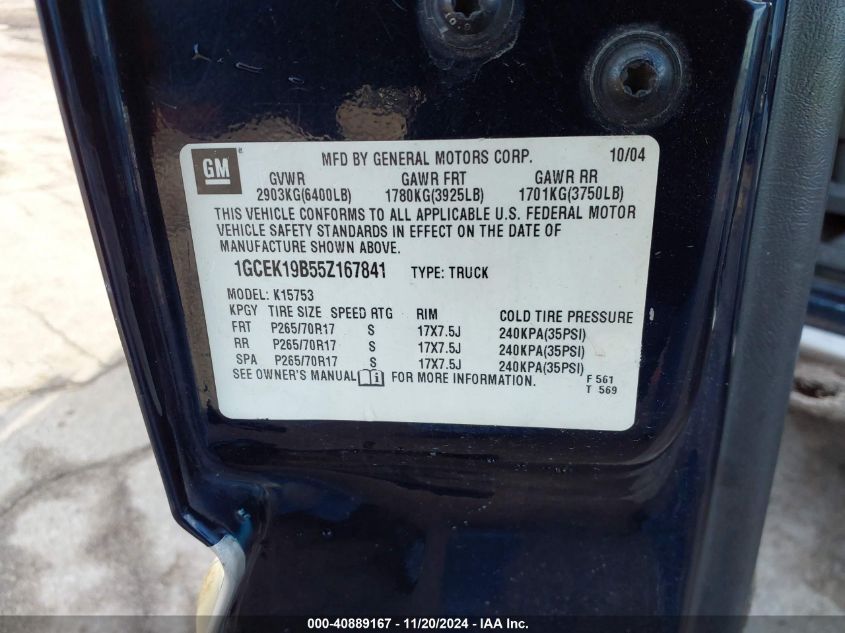 GM ® MFD BY GENERAL MOTORS CORP. 10/04
GVWR GAWR FRT GAWR RR
2903KG(6400LB) 1780KG(3925LB) 1701KG(3750LB)
THIS VEHICLE CONFORMS TO ALL APPLICABLE U.S. FEDERAL MOTOR
VEHICLE SAFETY STANDARDS IN EFFECT ON THE DATE OF
MANUFACTURE SHOWN ABOVE.
1GCEK19B55Z167841 TYPE: TRUCK
MODEL: K15753
KPGY TIRE SIZE SPEED RTG RIM COLD TIRE PRESSURE
FRT P265/70R17 S 17X7.5J 240KPA(35PSI)
RR P265/70R17 S 17X7.5J 240KPA(35PSI)
SPA P265/70R17 S 17X7.5J 240KPA(35PSI)
SEE OWNER'S MANUAL FOR MORE INFORMATION.
F 561
T 569
000-40889167 - 11/20/2024 - IAA Inc.